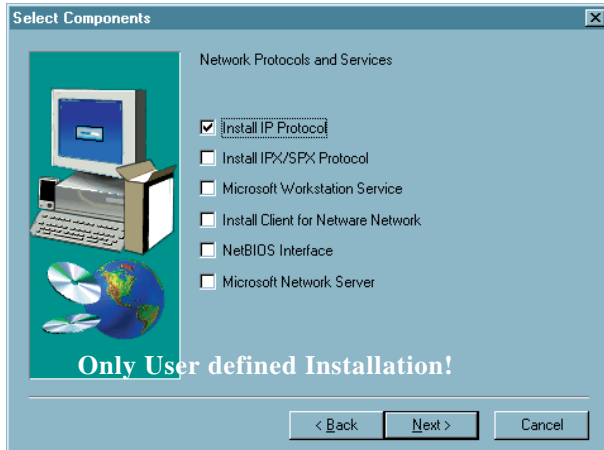 Select Components
Network Protocols and Services
Install IP Protocol
Install IPX/SPX Protocol
Microsoft Workstation Service
Install Client for Netware Network
NetBIOS Interface
Microsoft Network Server
Only User defined Installation!
< Back
Next >
Cancel